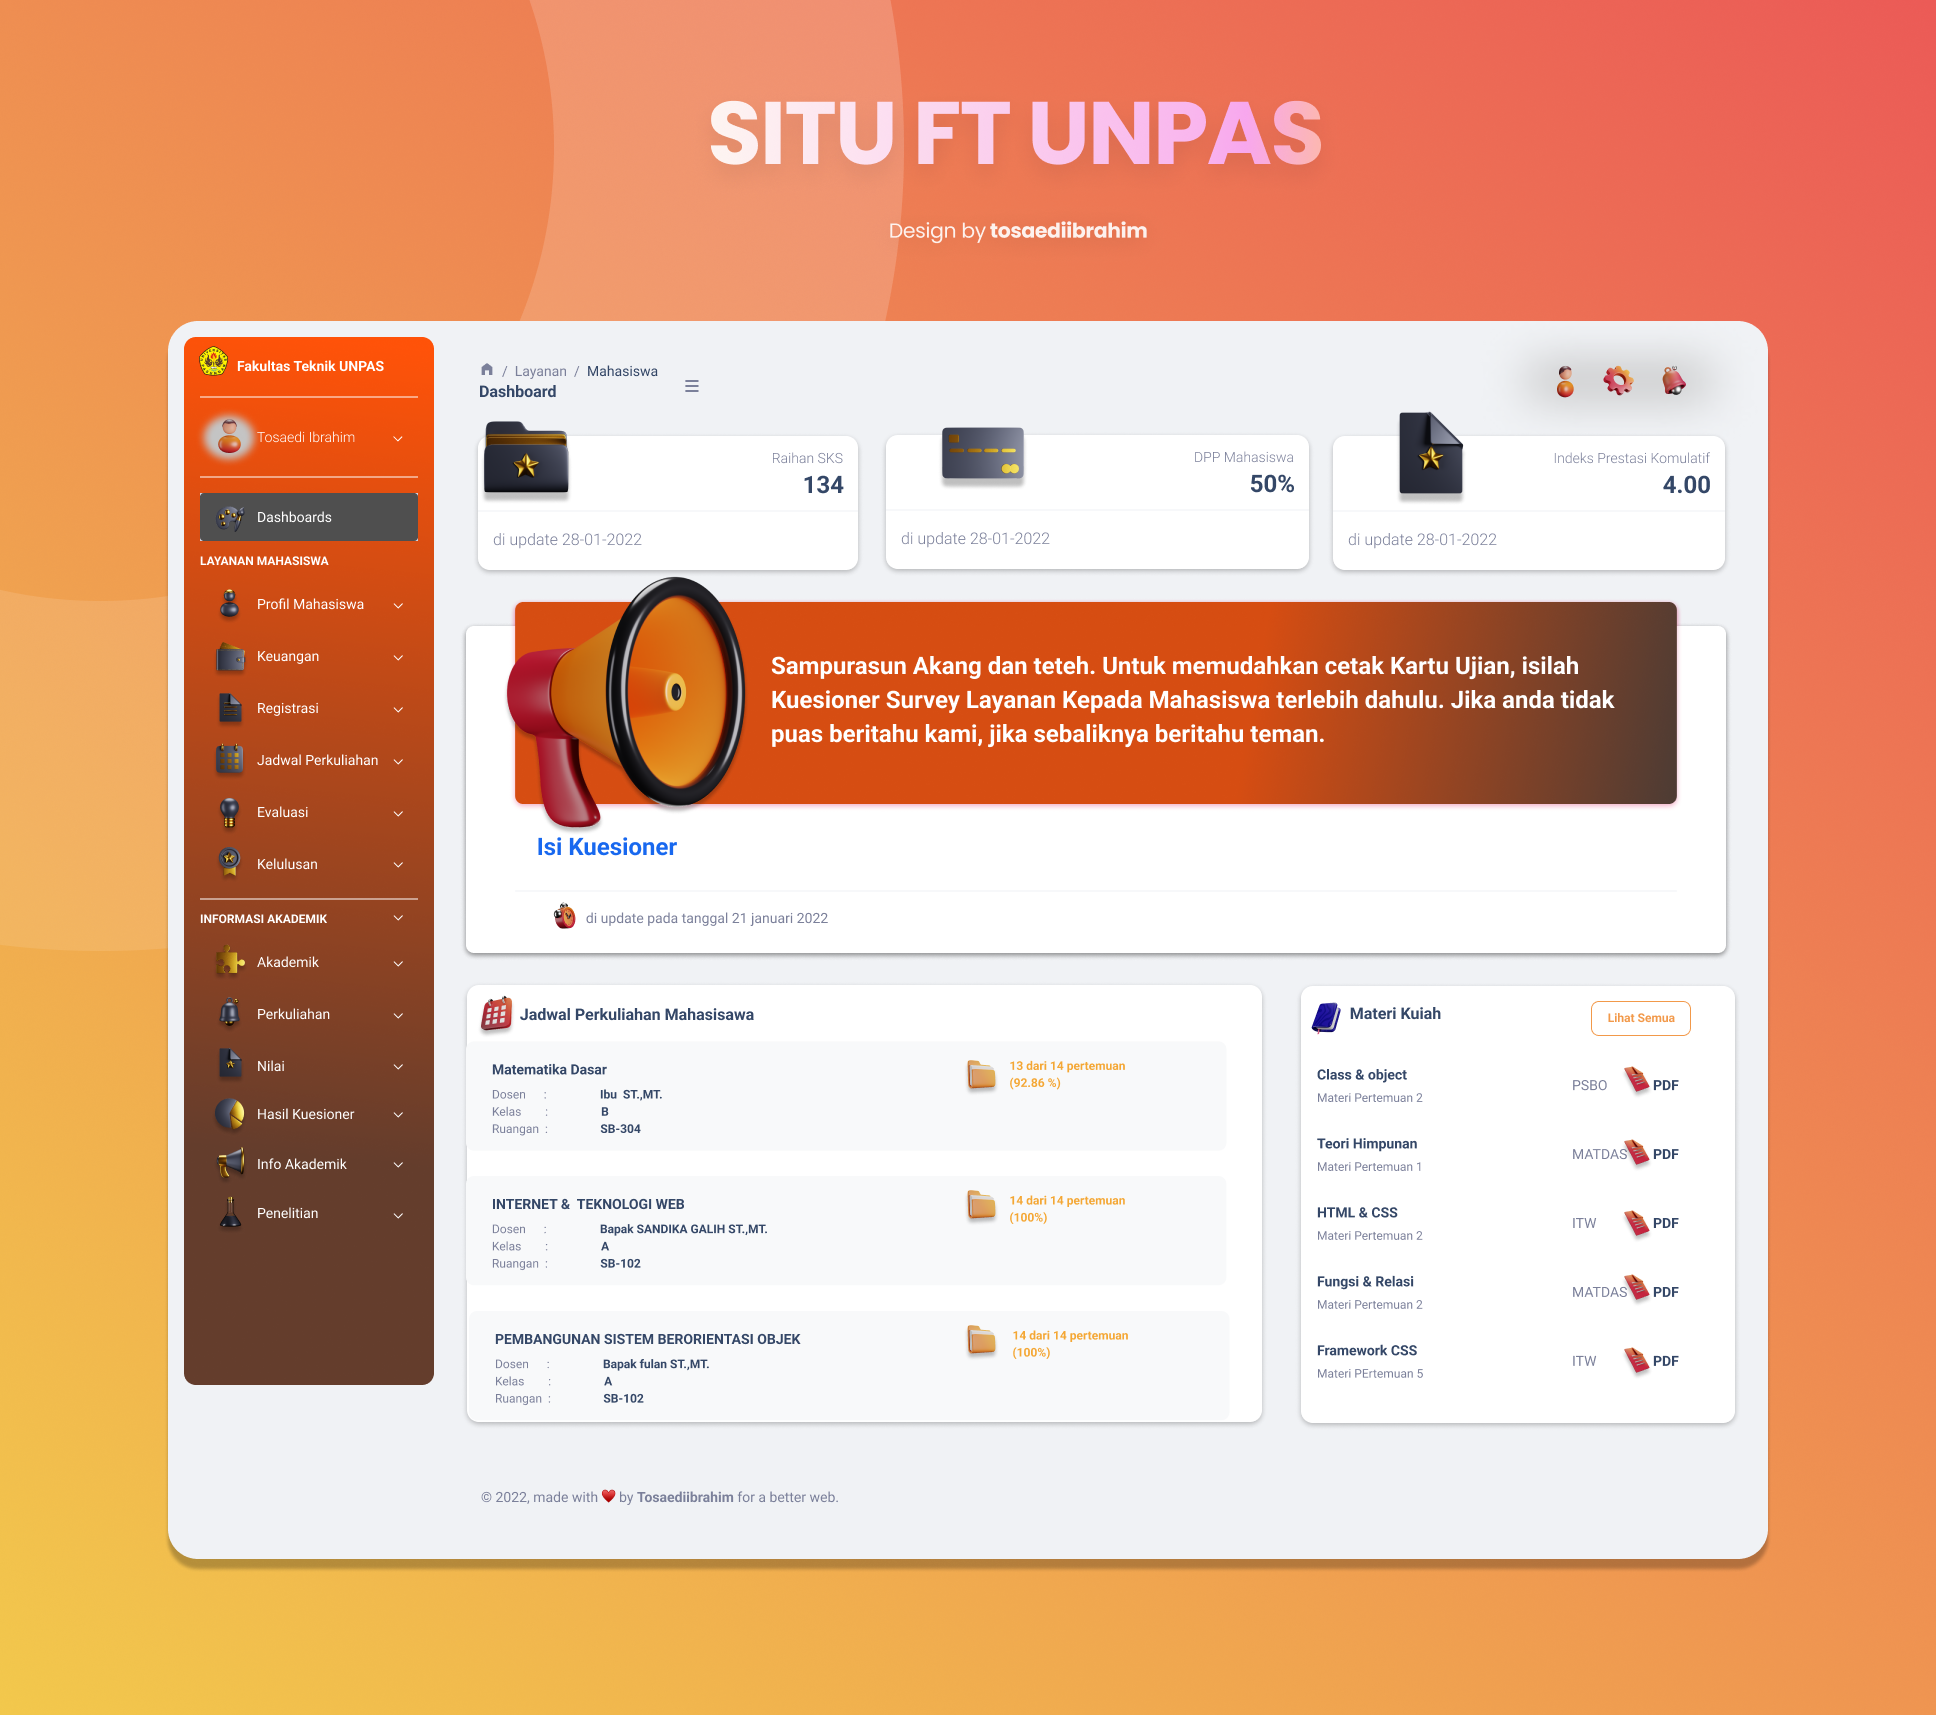 SITU FT UNPAS
Design by tosaediibrahim
Fakultas Teknik UNPAS
Tosaedi Ibrahim
Dashboards
LAYANAN MAHASISWA
Profil Mahasiswa
Keuangan
Registrasi
Jadwal Perkuliahan
Evaluasi
Kelulusan
INFORMASI AKADEMIK
Akademik
Perkuliahan
Nilai
Hasil Kuesioner
Info Akademik
Penelitian
/ Layanan / Mahasiswa
Dashboard
Raihan SKS
134
di update 28-01-2022
DPP Mahasiswa
50%
di update 28-01-2022
Indeks Prestasi Komulatif
4.00
di update 28-01-2022
Sampurasun Akang dan teteh. Untuk memudahkan cetak Kartu Ujian, isilah
Kuesioner Survey Layanan Kepada Mahasiswa terlebih dahulu. Jika anda tidak
puas beritahu kami, jika sebaliknya beritahu teman.
Isi Kuesioner
di update pada tanggal 21 januari 2022
Jadwal Perkuliahan Mahasisawa
Matematika Dasar
Dosen : Ibu ST.,MT.
Kelas : B
Ruangan : SB-304
13 dari 14 pertemuan
(92.86 %)
INTERNET & TEKNOLOGI WEB
Dosen : Bapak SANDIKA GALIH ST.,MT.
Kelas : A
Ruangan : SB-102
14 dari 14 pertemuan
(100%)
PEMBANGUNAN SISTEM BERORIENTASI OBJEK
Dosen : Bapak fulan ST.,MT.
Kelas : A
Ruangan : SB-102
14 dari 14 pertemuan
(100%)
Materi Kuiah
Lihat Semua
Class & object
Materi Pertemuan 2
PSBO PDF
Teori Himpunan
Materi Pertemuan 1
MATDAS PDF
HTML & CSS
Materi Pertemuan 2
ITW PDF
Fungsi & Relasi
Materi Pertemuan 2
MATDAS PDF
Framework CSS
Materi PErtemuan 5
ITW PDF
© 2022, made with ♥ by Tosaediibrahim for a better web.